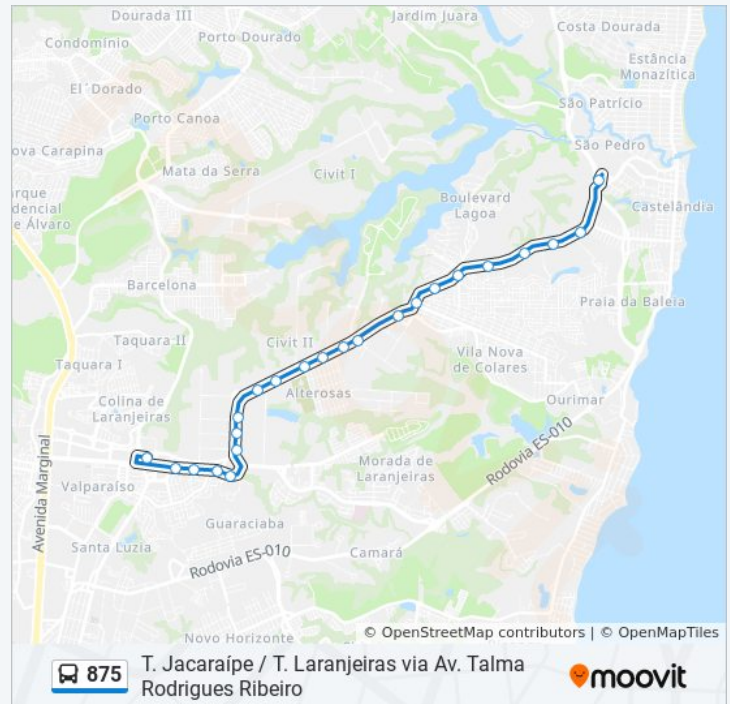 Dourada III
Jardim Juara
Costa Dourada
Condomínio
Porto Dourado
Estância
Monazítica
El´Dorado
São Patrício
Porto Canoa
ova Carapina
São Pedro
Mata da Serra
Civit I
arque
dencial
e Álvaro
Boulevard
Lagoa
Castelândia
Barcelona
Praia da Baleia
Taquara II
Civit II
Taquara I
Vila Nova
de Colares
Alterosas
Colina de
Laranjeiras
Ourimar
Rodovia ES-010
Avenida Marginal
Morada de
Laranjeiras
Valparaíso
Guaraciaba
Santa Luzia
Camará
Rodovia ES-010
Novo Horizonte
© OpenStreetMap contributors | © OpenMapTiles
875
T. Jacaraípe / T. Laranjeiras via Av. Talma
Rodrigues Ribeiro
moovit